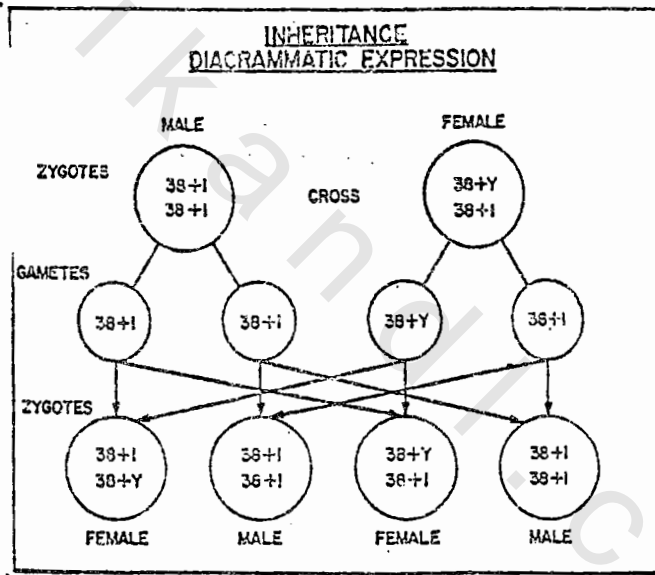 INHERITANCE
DIAGRAMMATIC EXPRESSION
MALE FEMALE
ZYGOTES 38+I 38+Y
38+I CROSS 38+I
GAMETES
38+I 38+I 38+Y 38+I
ZYGOTES
38+I 38+I 38+Y 38+I
38+Y 38+I 38+I 38+I
FEMALE MALE FEMALE MALE
rkandl.c